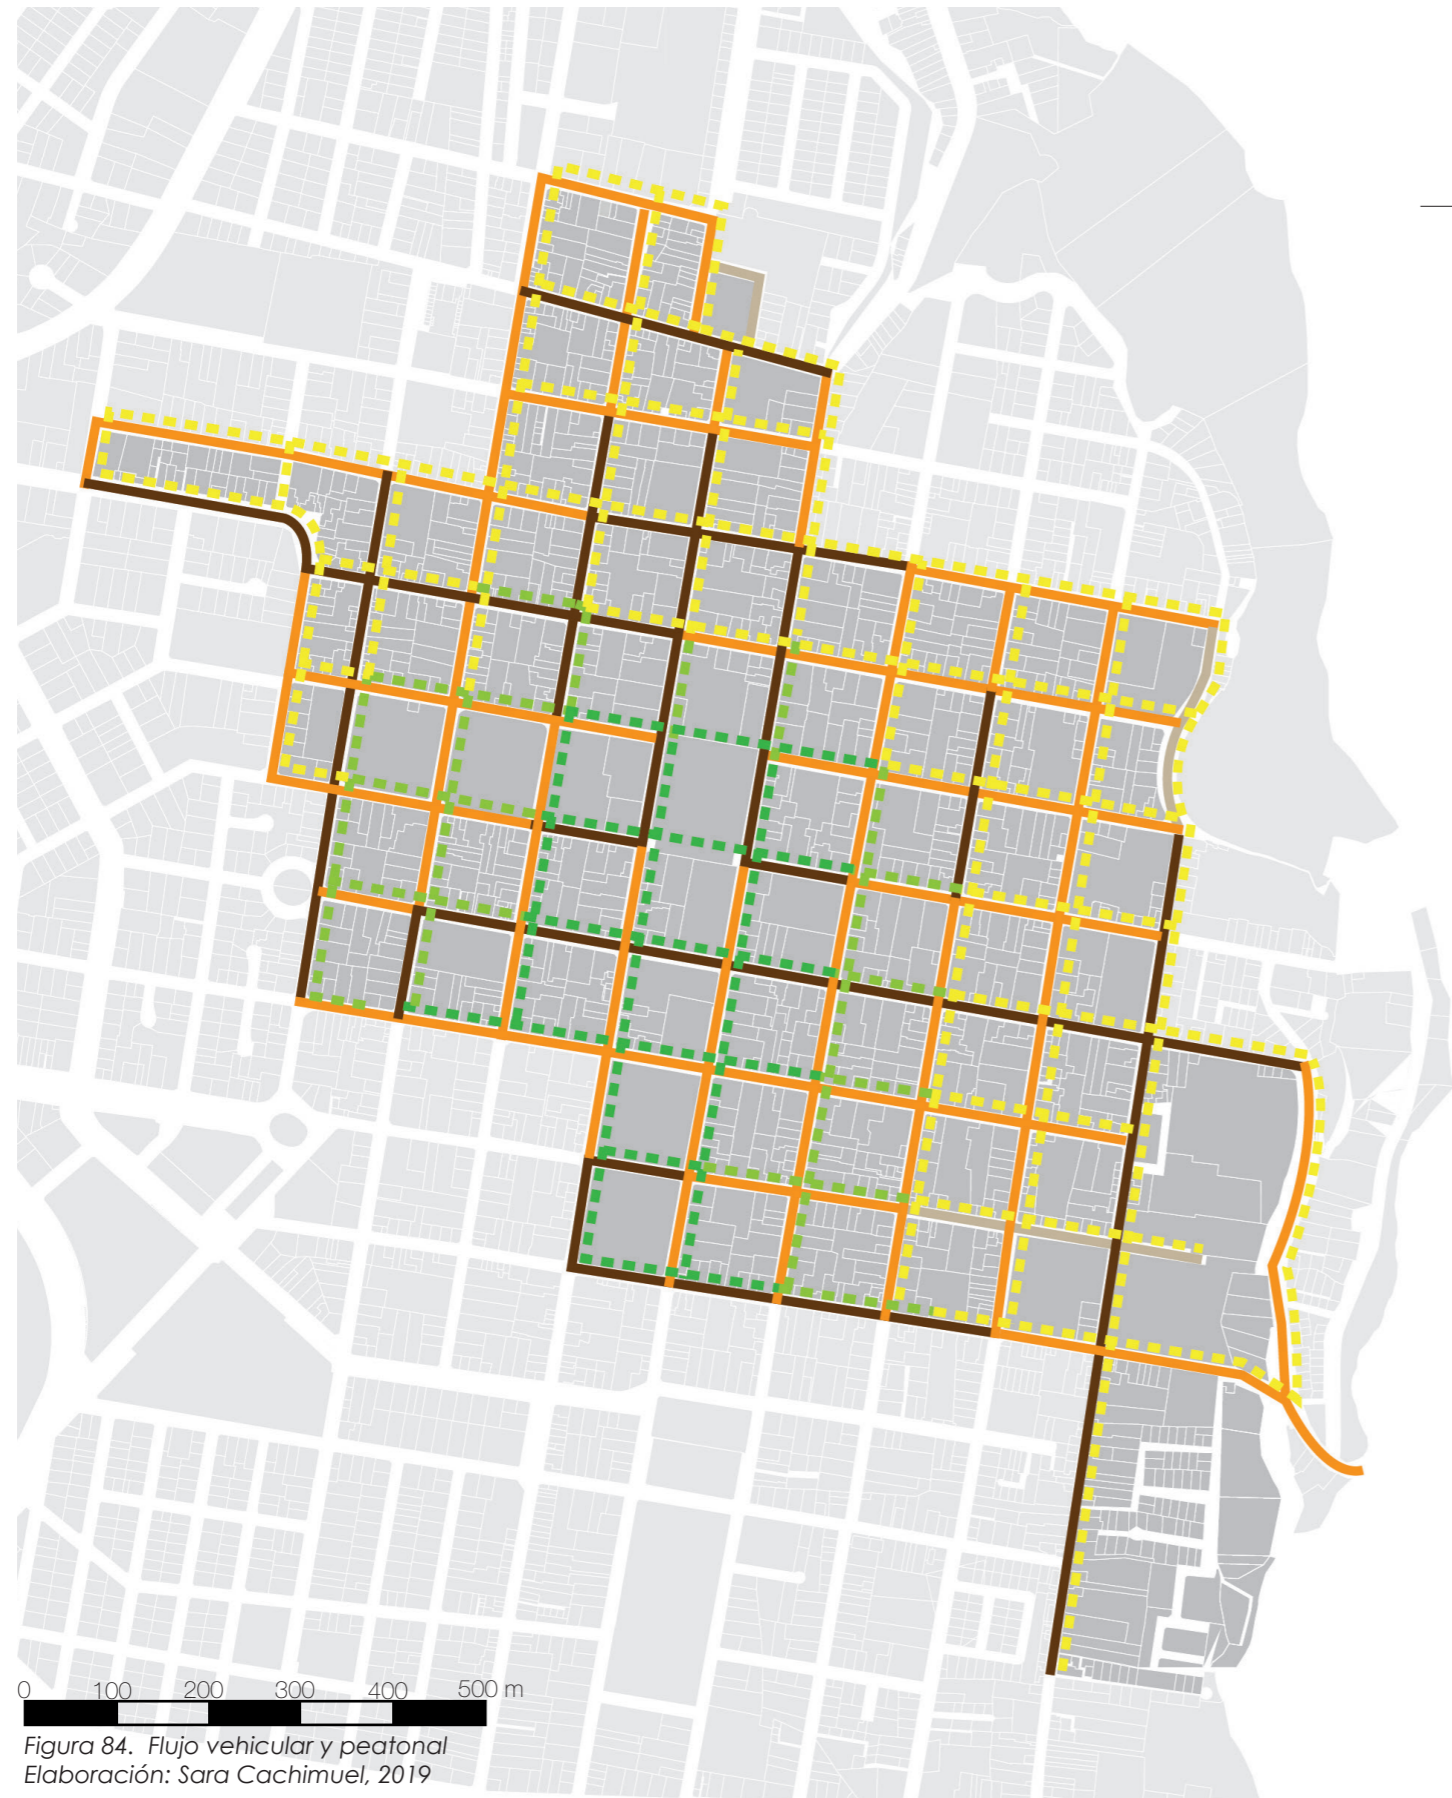 0 100 200 300 400 500 m
Figura 84. Flujo vehicular y peatonal
Elaboración: Sara Cachimuel, 2019